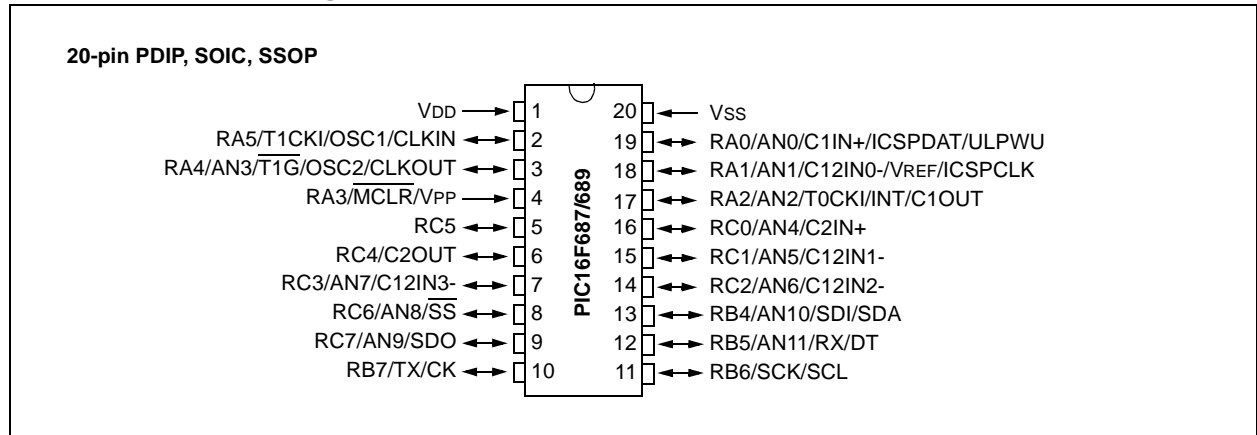 20-pin PDIP, SOIC, SSOP
VDD 1 20 VSS
RA5/T1CKI/OSC1/CLKIN 2 19 RA0/AN0/C1IN+/ICSPDAT/ULPWU
RA4/AN3/T1G/OSC2/CLKOUT 3 18 RA1/AN1/C12IN0-/VREF/ICSPCLK
RA3/MCLR/VPP 4 17 RA2/AN2/T0CKI/INT/C1OUT
RC5 5 16 RC0/AN4/C2IN+
RC4/C2OUT 6 15 RC1/AN5/C12IN1-
RC3/AN7/C12IN3- 7 14 RC2/AN6/C12IN2-
RC6/AN8/SS 8 13 RB4/AN10/SDI/SDA
RC7/AN9/SDO 9 12 RB5/AN11/RX/DT
RB7/TX/CK 10 11 RB6/SCK/SCL
PIC16F687/689